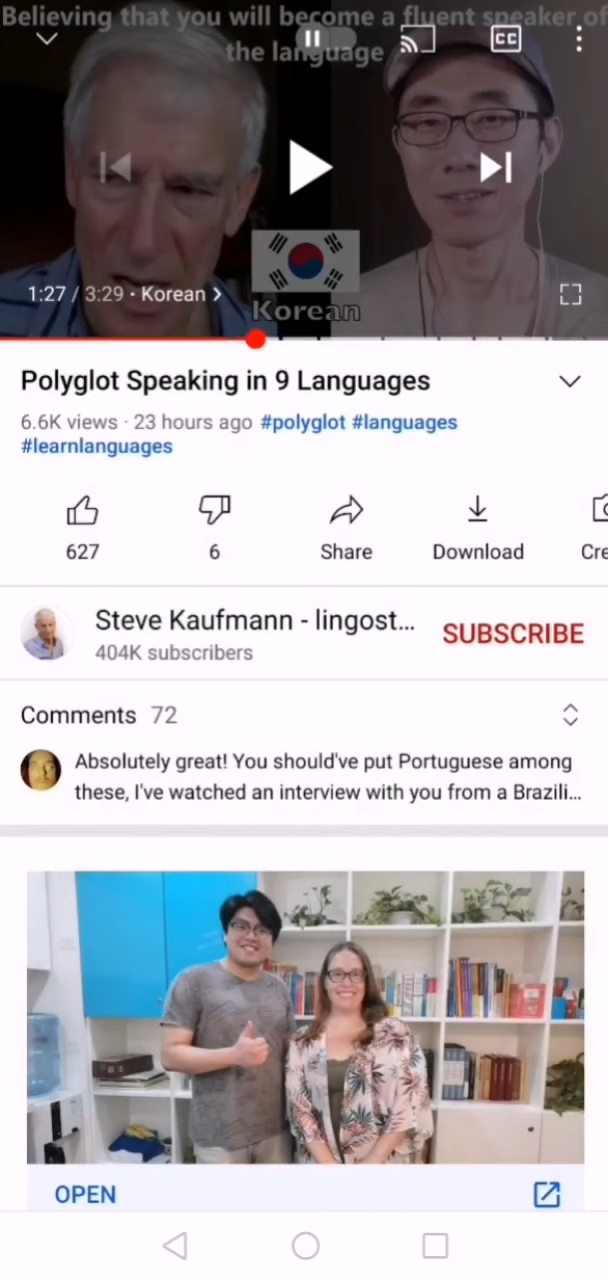 Believing that you will become a fluent speaker of
the language
CC
1:27 / 3:29 · Korean
Korean
Polyglot Speaking in 9 Languages
6.6K views · 23 hours ago #polyglot #languages
#learnlanguages
627
6
Share
Download
Cre
Steve Kaufmann - lingost...
404K subscribers
SUBSCRIBE
Comments 72
Absolutely great! You should've put Portuguese among
these, I've watched an interview with you from a Brazili...
OPEN